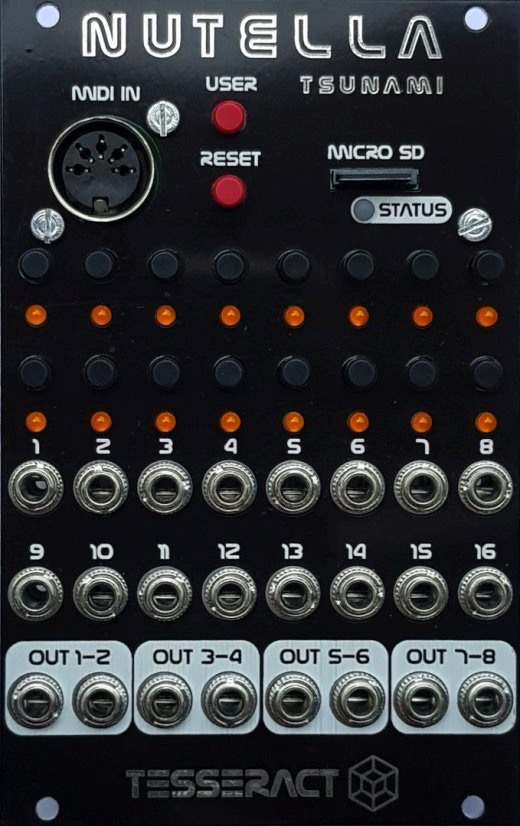 NUTELLA
TSUNAMI
MIDI IN
USER
RESET
MICRO SD
STATUS
1 2 3 4 5 6 7 8
9 10 11 12 13 14 15 16
OUT 1-2 OUT 3-4 OUT 5-6 OUT 7-8
TESSERACT